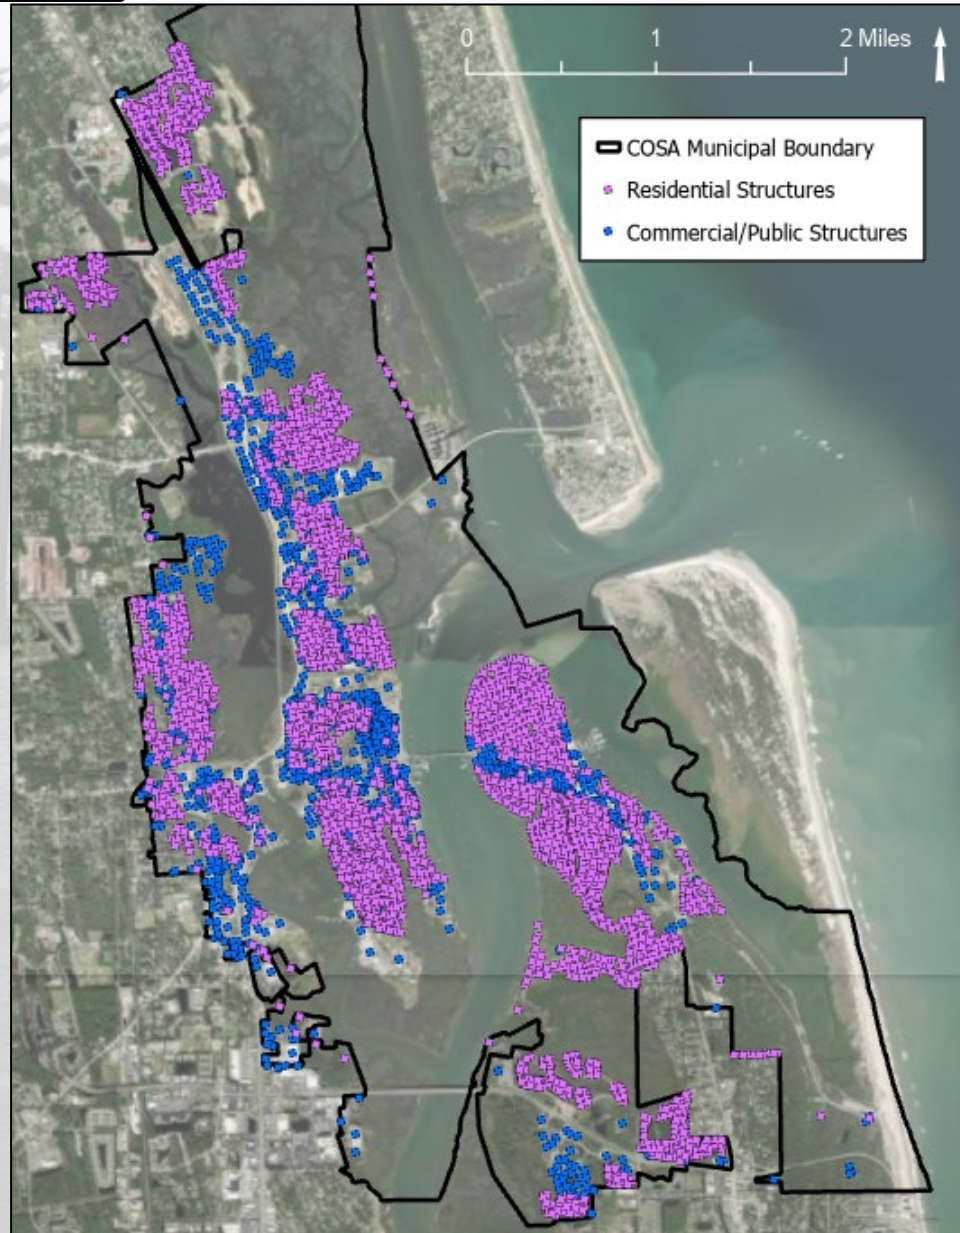 0 1 2 Miles
COSA Municipal Boundary
Residential Structures
Commercial/Public Structures